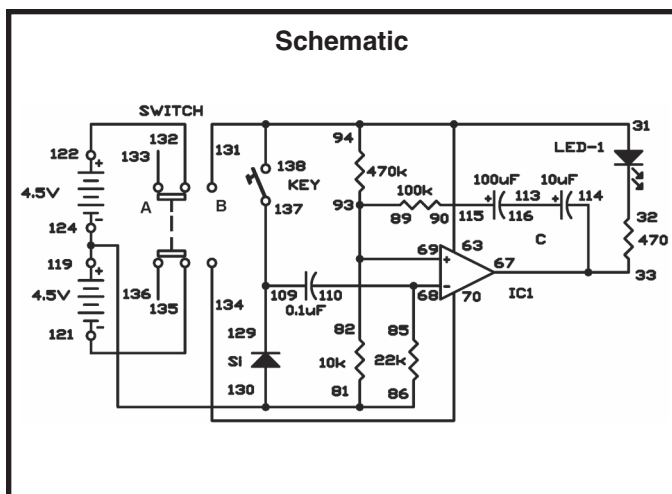 Schematic
SWITCH
132
133
131
94
31
122
+
138
LED-1
4.5V
A
B
KEY
470k
100uF
113
10uF
114
137
93
100k
+
+
32
-
89
90
115
116
124
C
470
119
69
63
+
+
67
33
4.5V
136
134
109
110
68
-
70
IC1
135
0.1uF
121
-
129
82
85
Si
10k
22k
130
81
86